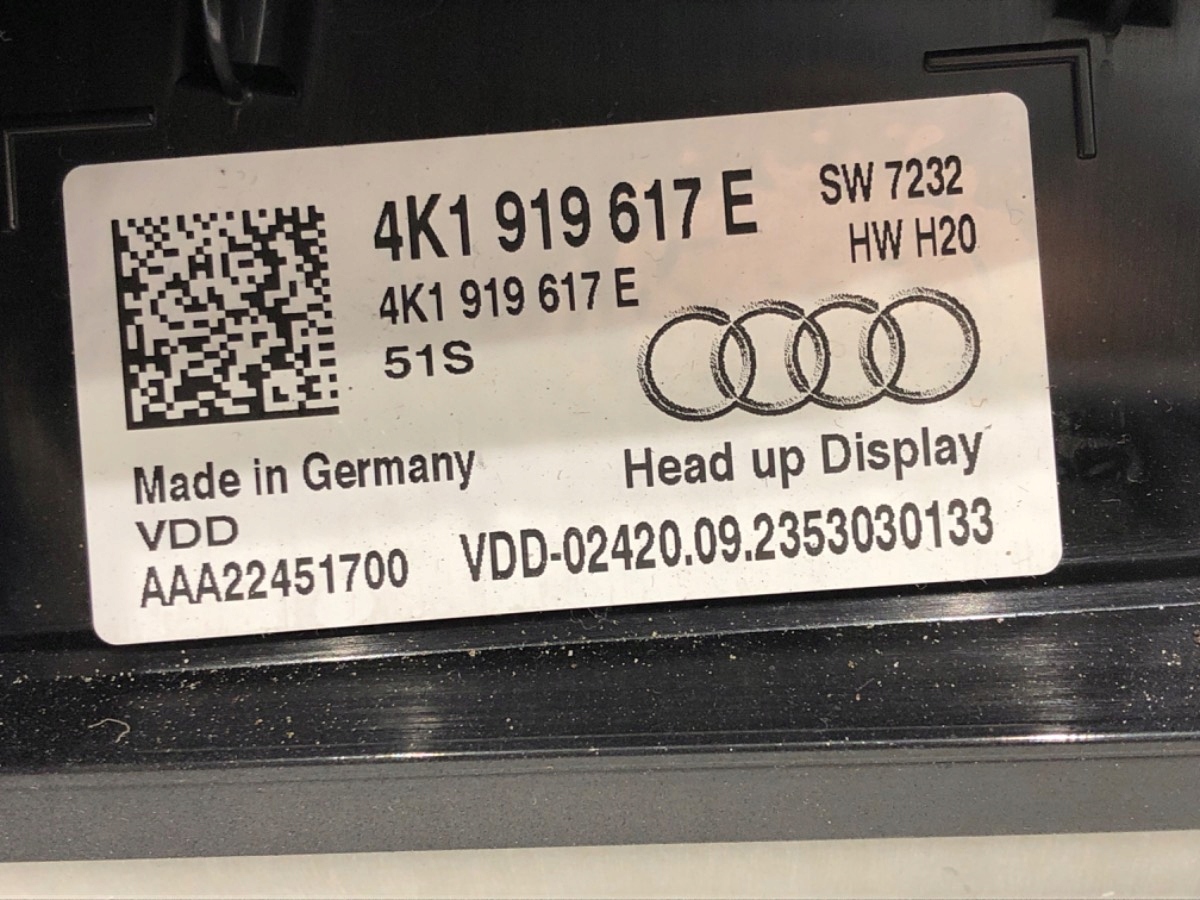 4K1 919 617 E
SW 7232
HW H20
4K1 919 617 E
51S
Made in Germany
Head up Display
VDD
AAA22451700
VDD-02420.09.2353030133